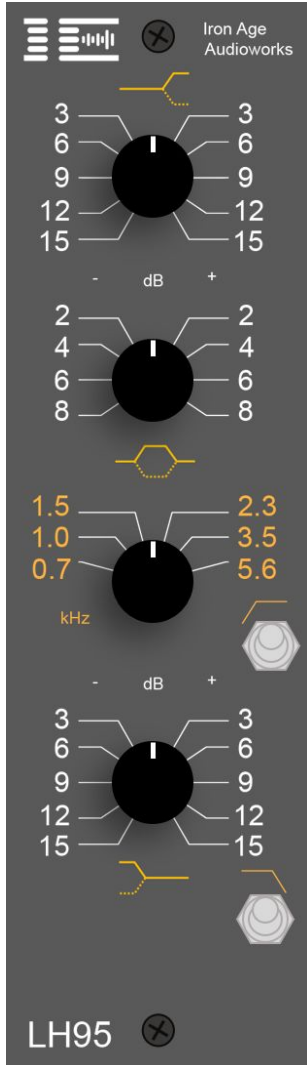 Iron Age
Audioworks
3 3
6 6
9 9
12 12
15 15
- dB +
2 2
4 4
6 6
8 8
1.5 2.3
1.0 3.5
0.7 5.6
kHz
- dB +
3 3
6 6
9 9
12 12
15 15
LH95